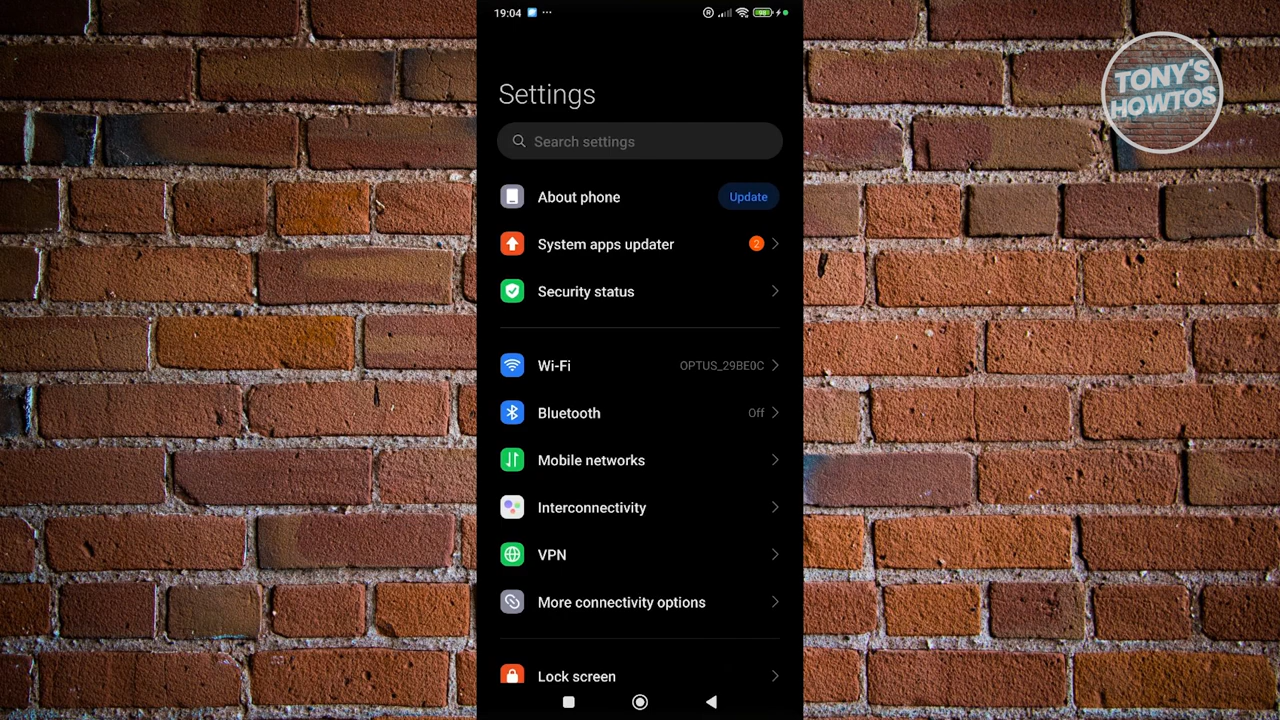 19:04
98
TONY'S
HOWTOS
Settings
Search settings
About phone
Update
System apps updater
2
Security status
Wi-Fi
OPTUS_29BE0C
Bluetooth
Off
Mobile networks
Interconnectivity
VPN
More connectivity options
Lock screen